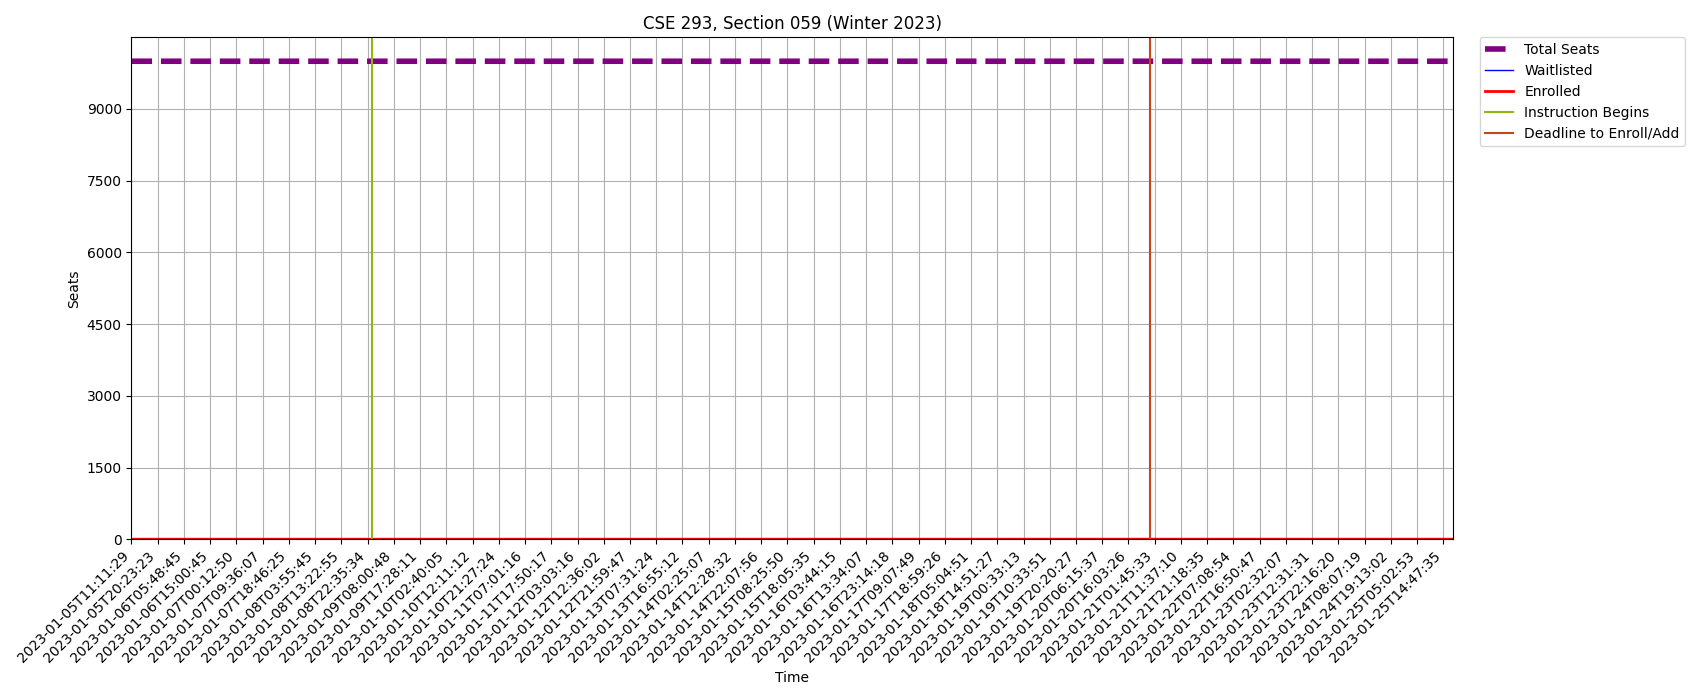 CSE 293, Section 059 (Winter 2023)
Total Seats
Waitlisted
Enrolled
Instruction Begins
Deadline to Enroll/Add
Seats
9000
7500
6000
4500
3000
1500
0
2023-01-05T11:11:29
2023-01-05T20:23:23
2023-01-06T05:48:45
2023-01-06T15:00:45
2023-01-07T00:12:50
2023-01-07T09:36:07
2023-01-07T18:46:25
2023-01-08T03:55:45
2023-01-08T13:22:55
2023-01-08T22:35:34
2023-01-09T08:00:48
2023-01-09T17:28:11
2023-01-10T02:40:05
2023-01-10T12:11:12
2023-01-10T21:27:24
2023-01-11T07:01:16
2023-01-11T17:50:17
2023-01-12T03:03:16
2023-01-12T12:36:02
2023-01-12T21:59:47
2023-01-13T07:31:24
2023-01-13T16:55:12
2023-01-14T02:25:07
2023-01-14T12:28:32
2023-01-14T22:07:56
2023-01-15T08:25:50
2023-01-15T18:05:35
2023-01-16T03:44:15
2023-01-16T13:34:07
2023-01-16T23:14:18
2023-01-17T09:07:49
2023-01-17T18:59:26
2023-01-18T05:04:51
2023-01-18T14:51:27
2023-01-19T00:33:13
2023-01-19T10:33:51
2023-01-19T20:20:27
2023-01-20T06:15:37
2023-01-20T16:03:26
2023-01-21T01:45:33
2023-01-21T11:37:10
2023-01-21T21:18:35
2023-01-22T07:08:54
2023-01-22T16:50:47
2023-01-23T02:32:07
2023-01-23T12:31:31
2023-01-23T22:16:20
2023-01-24T08:07:19
2023-01-24T19:13:02
2023-01-25T05:02:53
2023-01-25T14:47:35
Time